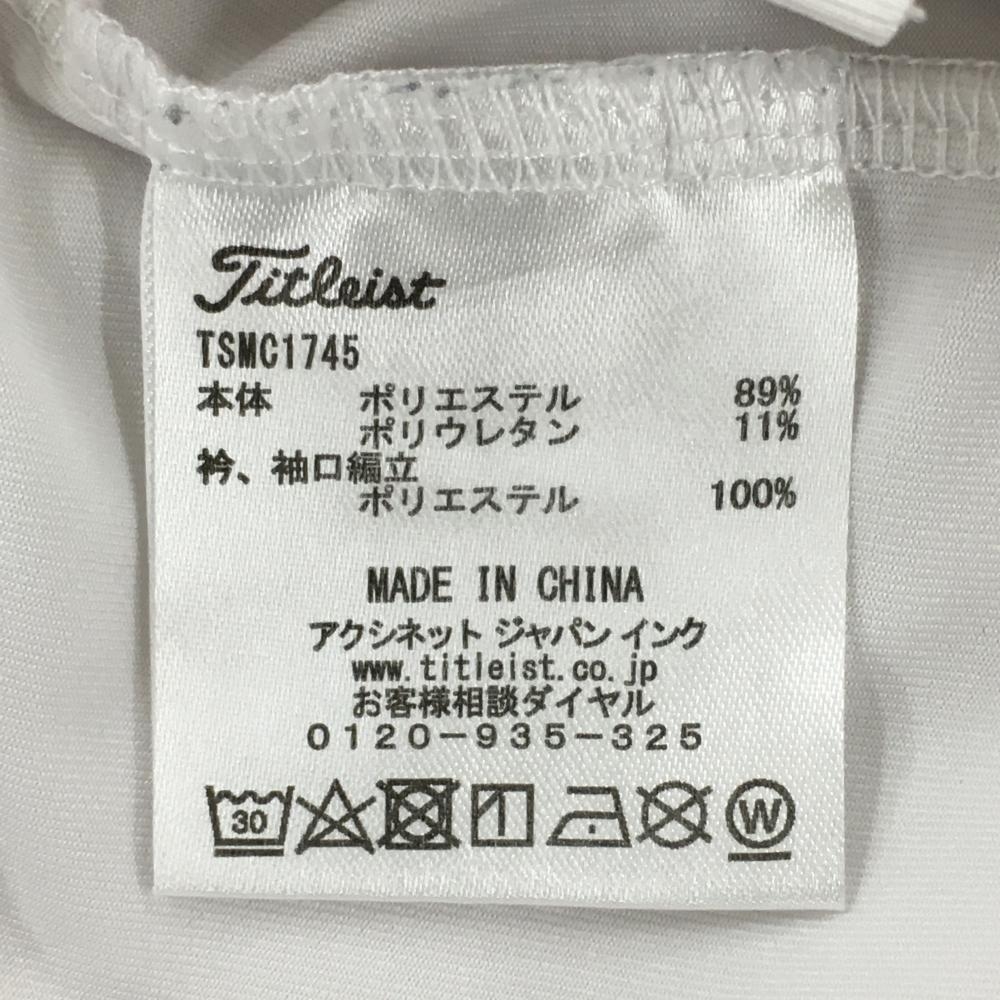 Titleist
TSMC1745
本体 ポリエステル 89%
ポリウレタン 11%
衿、袖口編立
ポリエステル 100%
MADE IN CHINA
アクシネット ジャパン インク
www.titleist.co.jp
お客様相談ダイヤル
0120-935-325
30 W